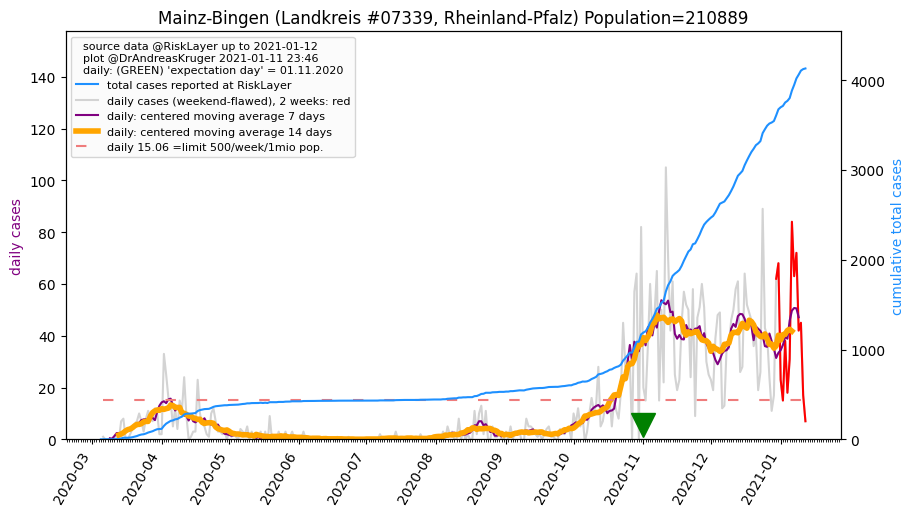 Mainz-Bingen (Landkreis #07339, Rheinland-Pfalz) Population=210889
source data @RiskLayer up to 2021-01-12
plot @DrAndreasKruger 2021-01-11 23:46
daily: (GREEN) 'expectation day' = 01.11.2020
total cases reported at RiskLayer
daily cases (weekend-flawed), 2 weeks: red
daily: centered moving average 7 days
daily: centered moving average 14 days
daily 15.06 =limit 500/week/1mio pop.
daily cases
140
120
100
80
60
40
20
0
cumulative total cases
4000
3000
2000
1000
0
2020-03
2020-04
2020-05
2020-06
2020-07
2020-08
2020-09
2020-10
2020-11
2020-12
2021-01